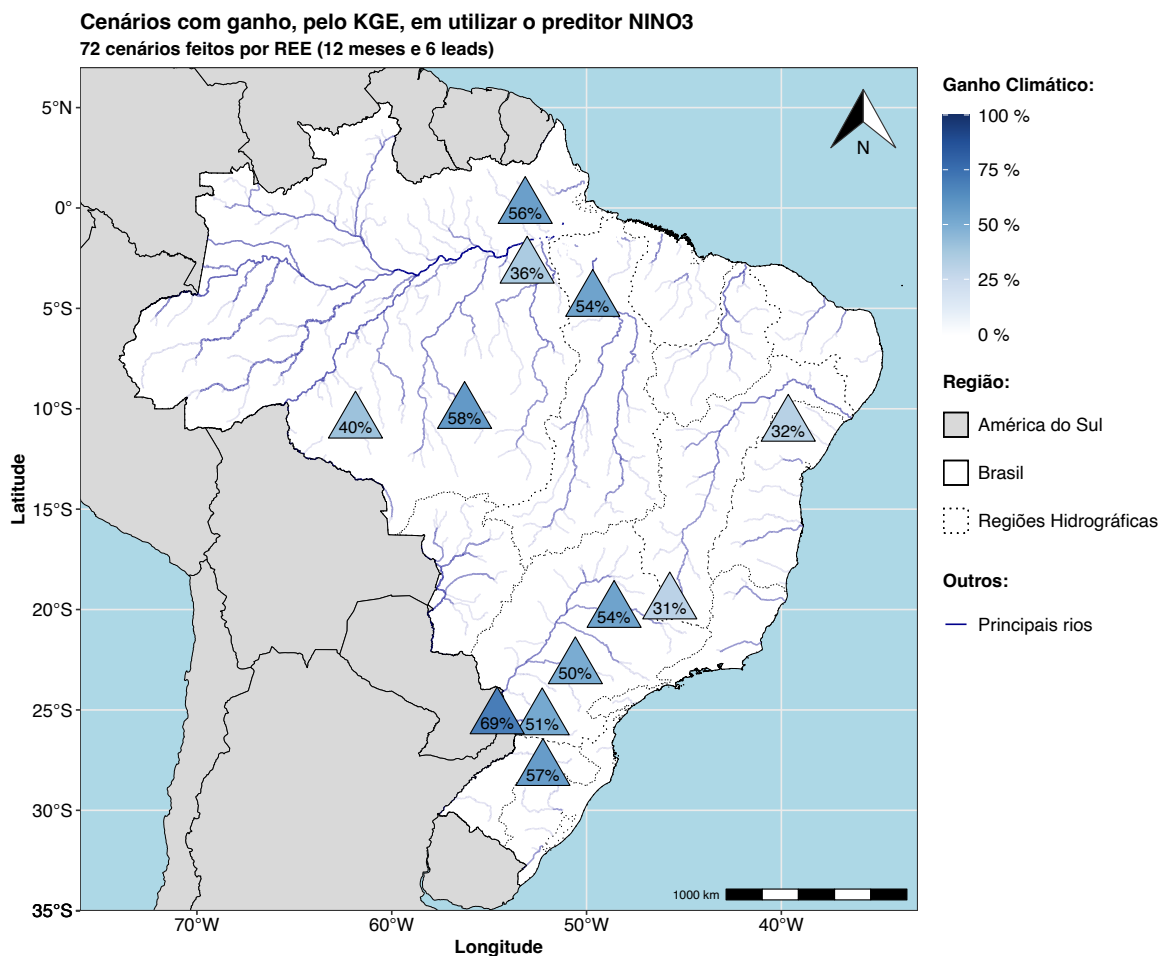 Cenários com ganho, pelo KGE, em utilizar o preditor NINO3
72 cenários feitos por REE (12 meses e 6 leads)
Ganho Climático:
100 %
75 %
50 %
25 %
0 %
Região:
América do Sul
Brasil
Regiões Hidrográficas
Outros:
Principais rios
N
5°N
0°
5°S
10°S
15°S
20°S
25°S
30°S
35°S
Latitude
56%
36%
54%
40%
58%
32%
54%
31%
50%
69%
51%
57%
1000 km
70°W
60°W
50°W
40°W
Longitude